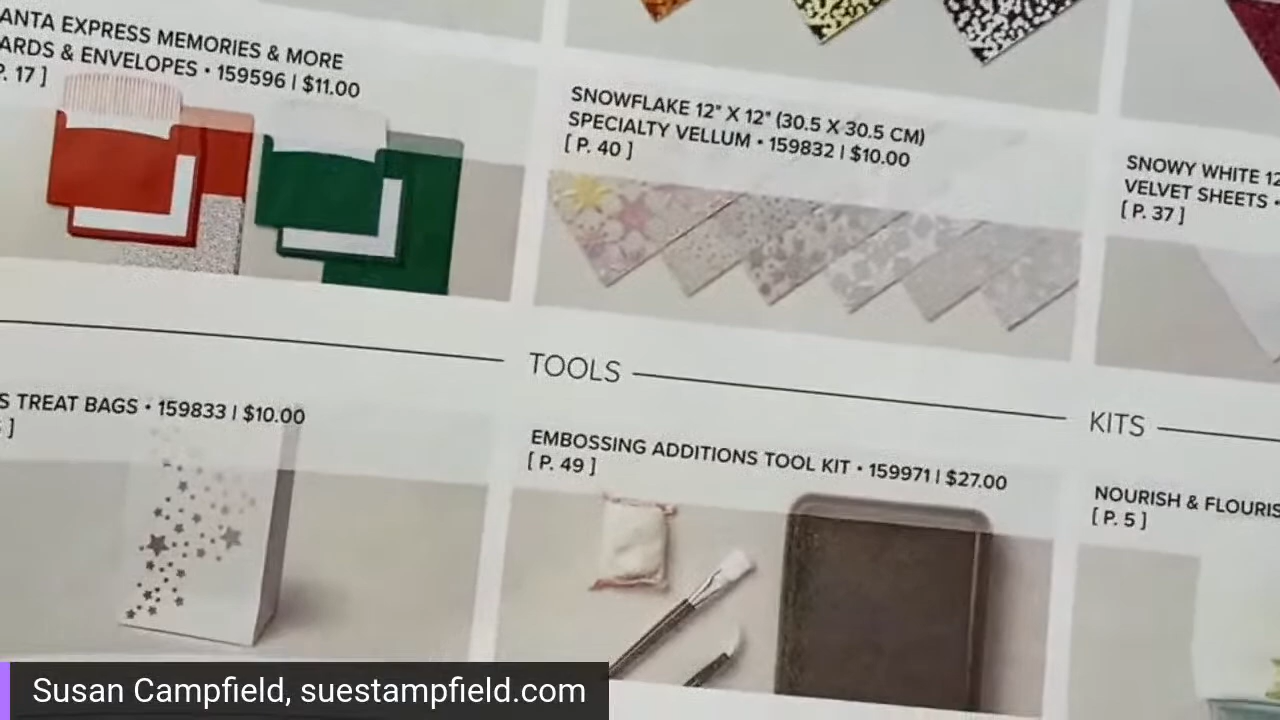 ANTA EXPRESS MEMORIES & MORE
ARDS & ENVELOPES • 159596 | $11.00
P. 17 ]
SNOWFLAKE 12" X 12" (30.5 X 30.5 CM)
SPECIALTY VELLUM • 159832 | $10.00
[ P. 40 ]
SNOWY WHITE 12
VELVET SHEETS •
[ P. 37 ]
TOOLS
KITS
S TREAT BAGS • 159833 | $10.00
]
EMBOSSING ADDITIONS TOOL KIT • 159971 | $27.00
[ P. 49 ]
NOURISH & FLOURIS
[ P. 5 ]
Susan Campfield, suestampfield.com